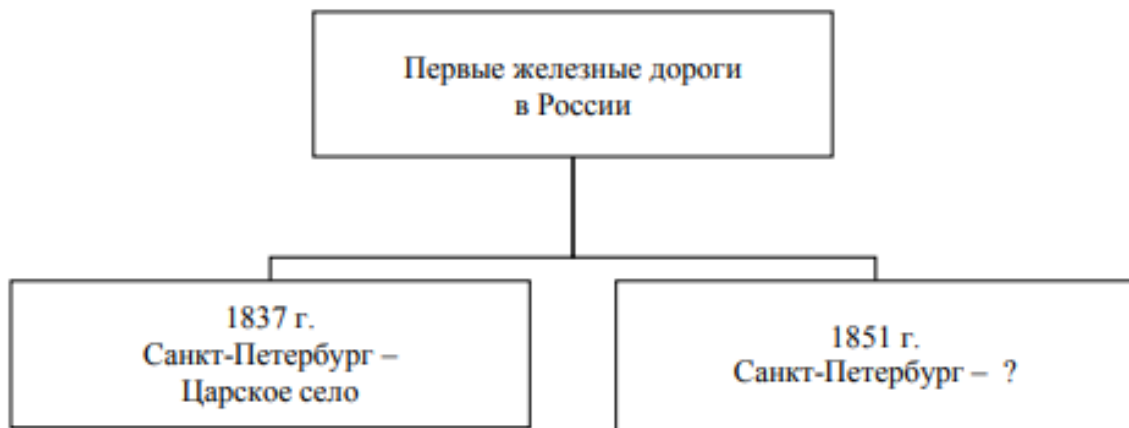 Первые железные дороги
в России
1837 г.
Санкт-Петербург –
Царское село
1851 г.
Санкт-Петербург – ?